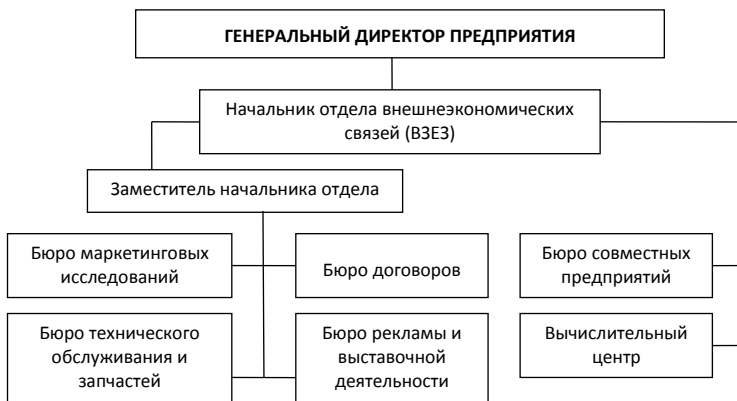 ГЕНЕРАЛЬНЫЙ ДИРЕКТОР ПРЕДПРИЯТИЯ
Начальник отдела внешнеэкономических
связей (ВЗЕЗ)
Заместитель начальника отдела
Бюро маркетинговых
исследований
Бюро договоров
Бюро совместных
предприятий
Бюро технического
обслуживания и
запчастей
Бюро рекламы и
выставочной
деятельности
Вычислительный
центр